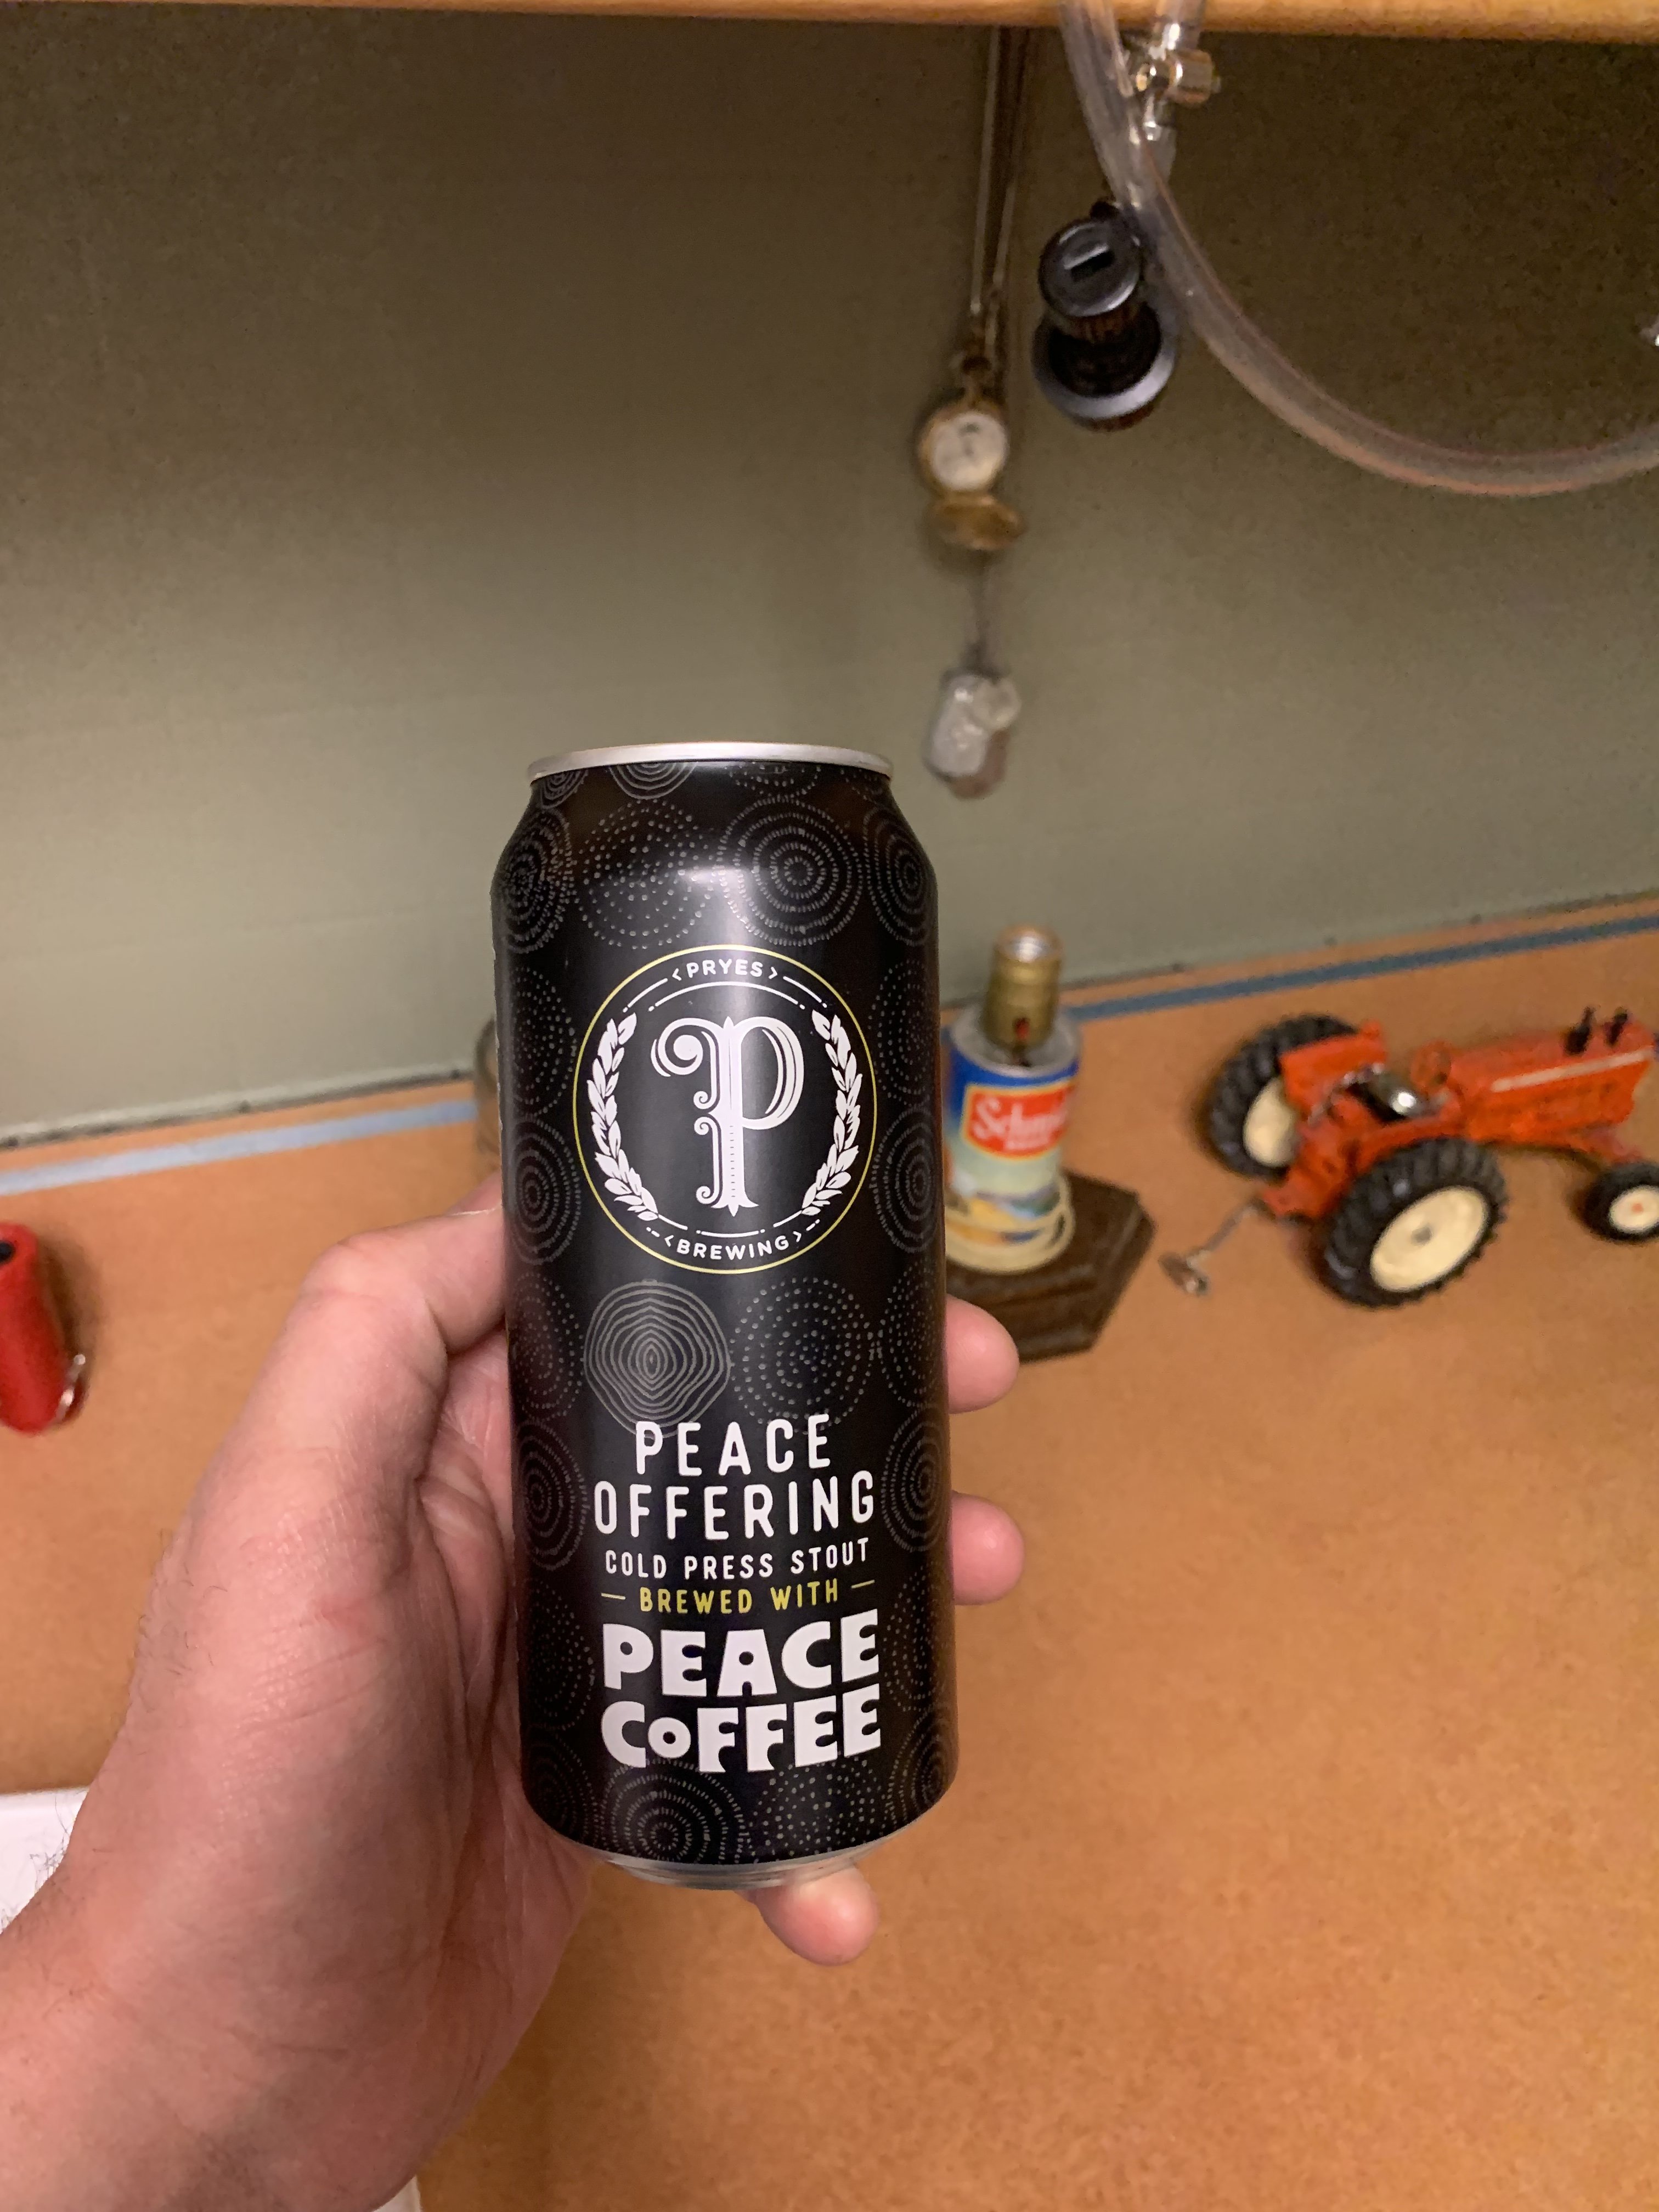 PRYES
P
BREWING
PEACE
OFFERING
COLD PRESS STOUT
BREWED WITH
PEACE
COFFEE